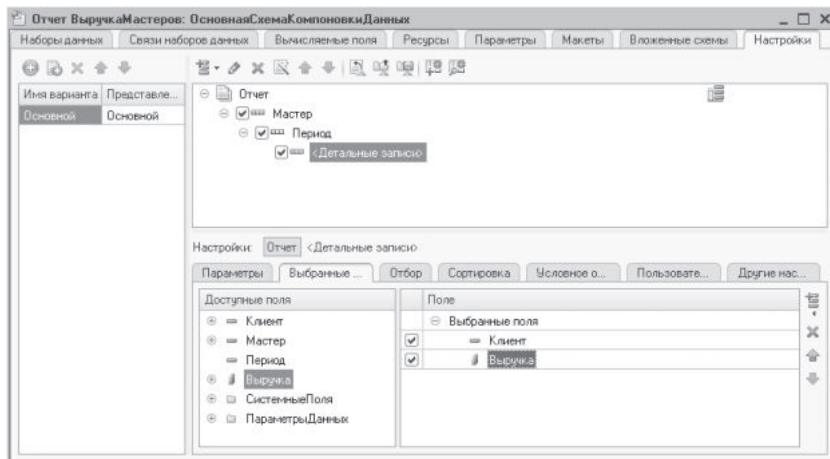 Отчет ВыручкаМастеров: ОсновнаяСхемаКомпоновкиДанных
Наборы данных Связи наборов данных Вычисляемые поля Ресурсы Параметры Макеты Вложенные схемы Настройки
Имя варианта Представле...
Основной Основной
Отчет
Мастер
Период
<Детальные записи>
Настройки: Отчет <Детальные записи>
Параметры Выбранные ... Отбор Сортировка Условное о... Пользовате... Другие нас...
Доступные поля
Клиент
Мастер
Период
Выручка
СистемныеПоля
ПараметрыДанных
Поле
Выбранные поля
Клиент
Выручка